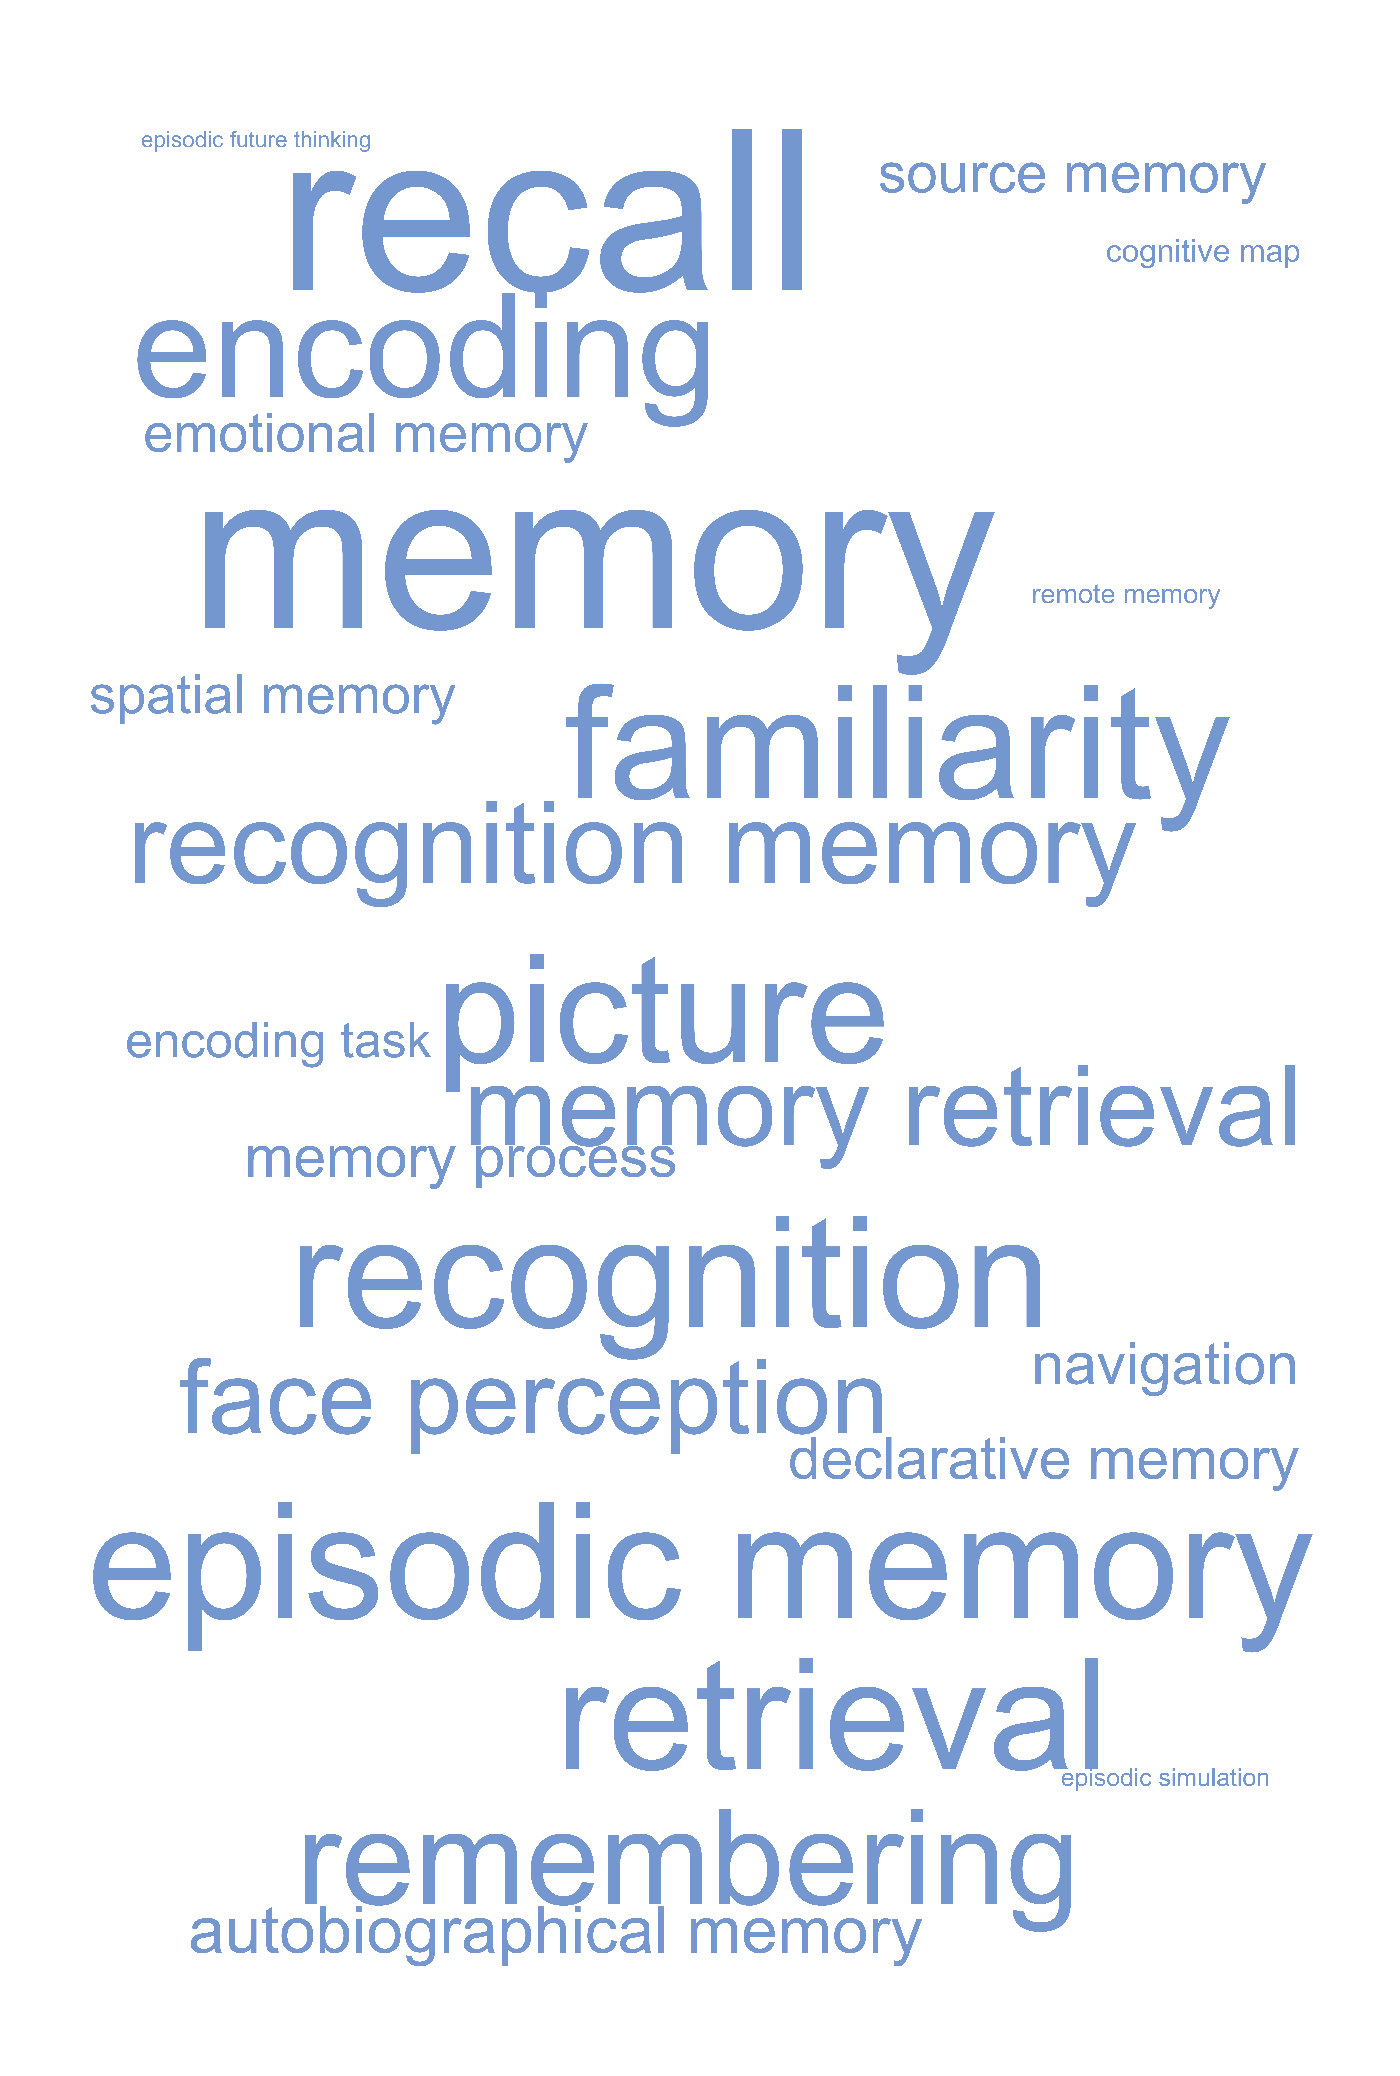 episodic future thinking
recall
source memory
cognitive map
encoding
emotional memory
memory
remote memory
spatial memory
familiarity
recognition memory
picture
encoding task
memory retrieval
memory process
recognition
navigation
face perception
declarative memory
episodic memory
retrieval
episodic simulation
remembering
autobiographical memory